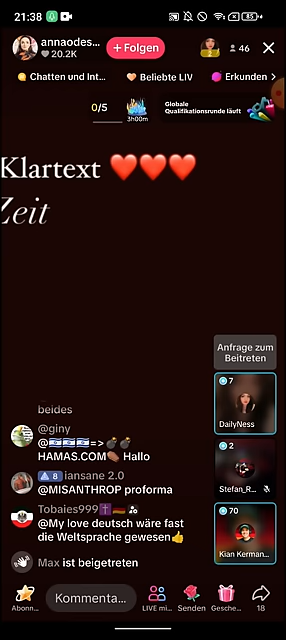 21:38
85
annaodes...
20.2K
+ Folgen
46
Chatten und Int...
Beliebte LIV
Erkunden >
0/5
3h00m
Globale
Qualifikationsrunde läuft
Klartext ❤️❤️❤️
Zeit
Anfrage zum
Beitreten
7
DailyNess
beides
@giny
@🇮🇱🇮🇱🇮🇱=>💣💣
HAMAS.COM Hallo
8 iansane 2.0
@MISANTHROP proforma
2
Stefan_R...
Tobaies999✝️🇩🇪
@My love deutsch wäre fast
die Weltsprache gewesen👍
70
Kian Kerman...
Max ist beigetreten
Abonn...
Kommenta...
LIVE mi...
Senden
Gesche...
18